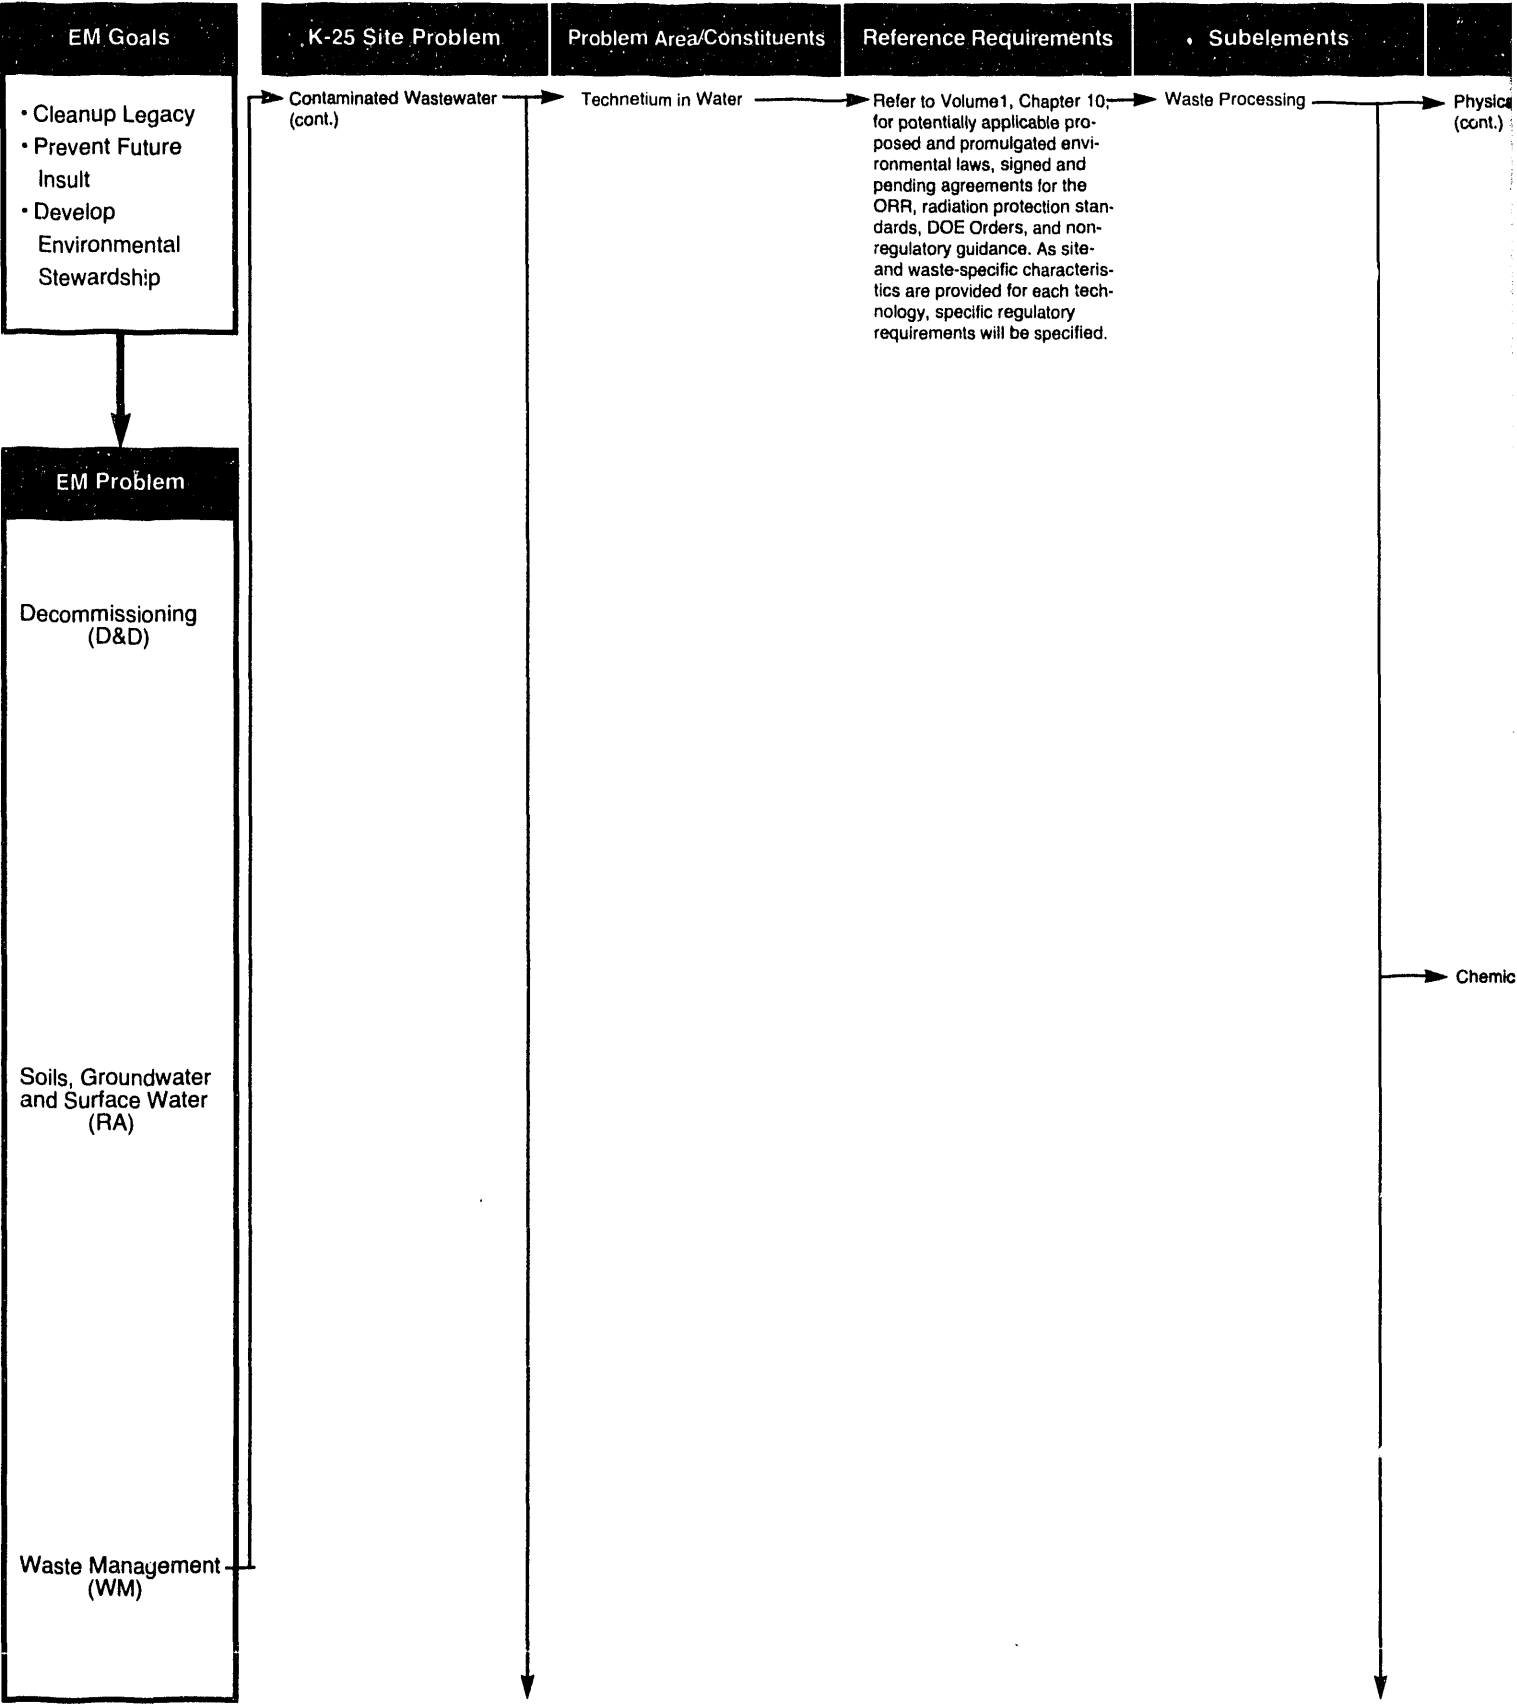 EM Goals
K-25 Site Problem
Problem Area/Constituents
Reference Requirements
Subelements
• Cleanup Legacy
• Prevent Future
Insult
• Develop
Environmental
Stewardship
EM Problem
Decommissioning
(D&D)
Soils, Groundwater
and Surface Water
(RA)
Waste Management
(WM)
Contaminated Wastewater
(cont.)
Technetium in Water
Refer to Volume1, Chapter 10,
for potentially applicable pro-
posed and promulgated envi-
ronmental laws, signed and
pending agreements for the
ORR, radiation protection stan-
dards, DOE Orders, and non-
regulatory guidance. As site-
and waste-specific characteris-
tics are provided for each tech-
nology, specific regulatory
requirements will be specified.
Waste Processing
(cont.)
Chemic